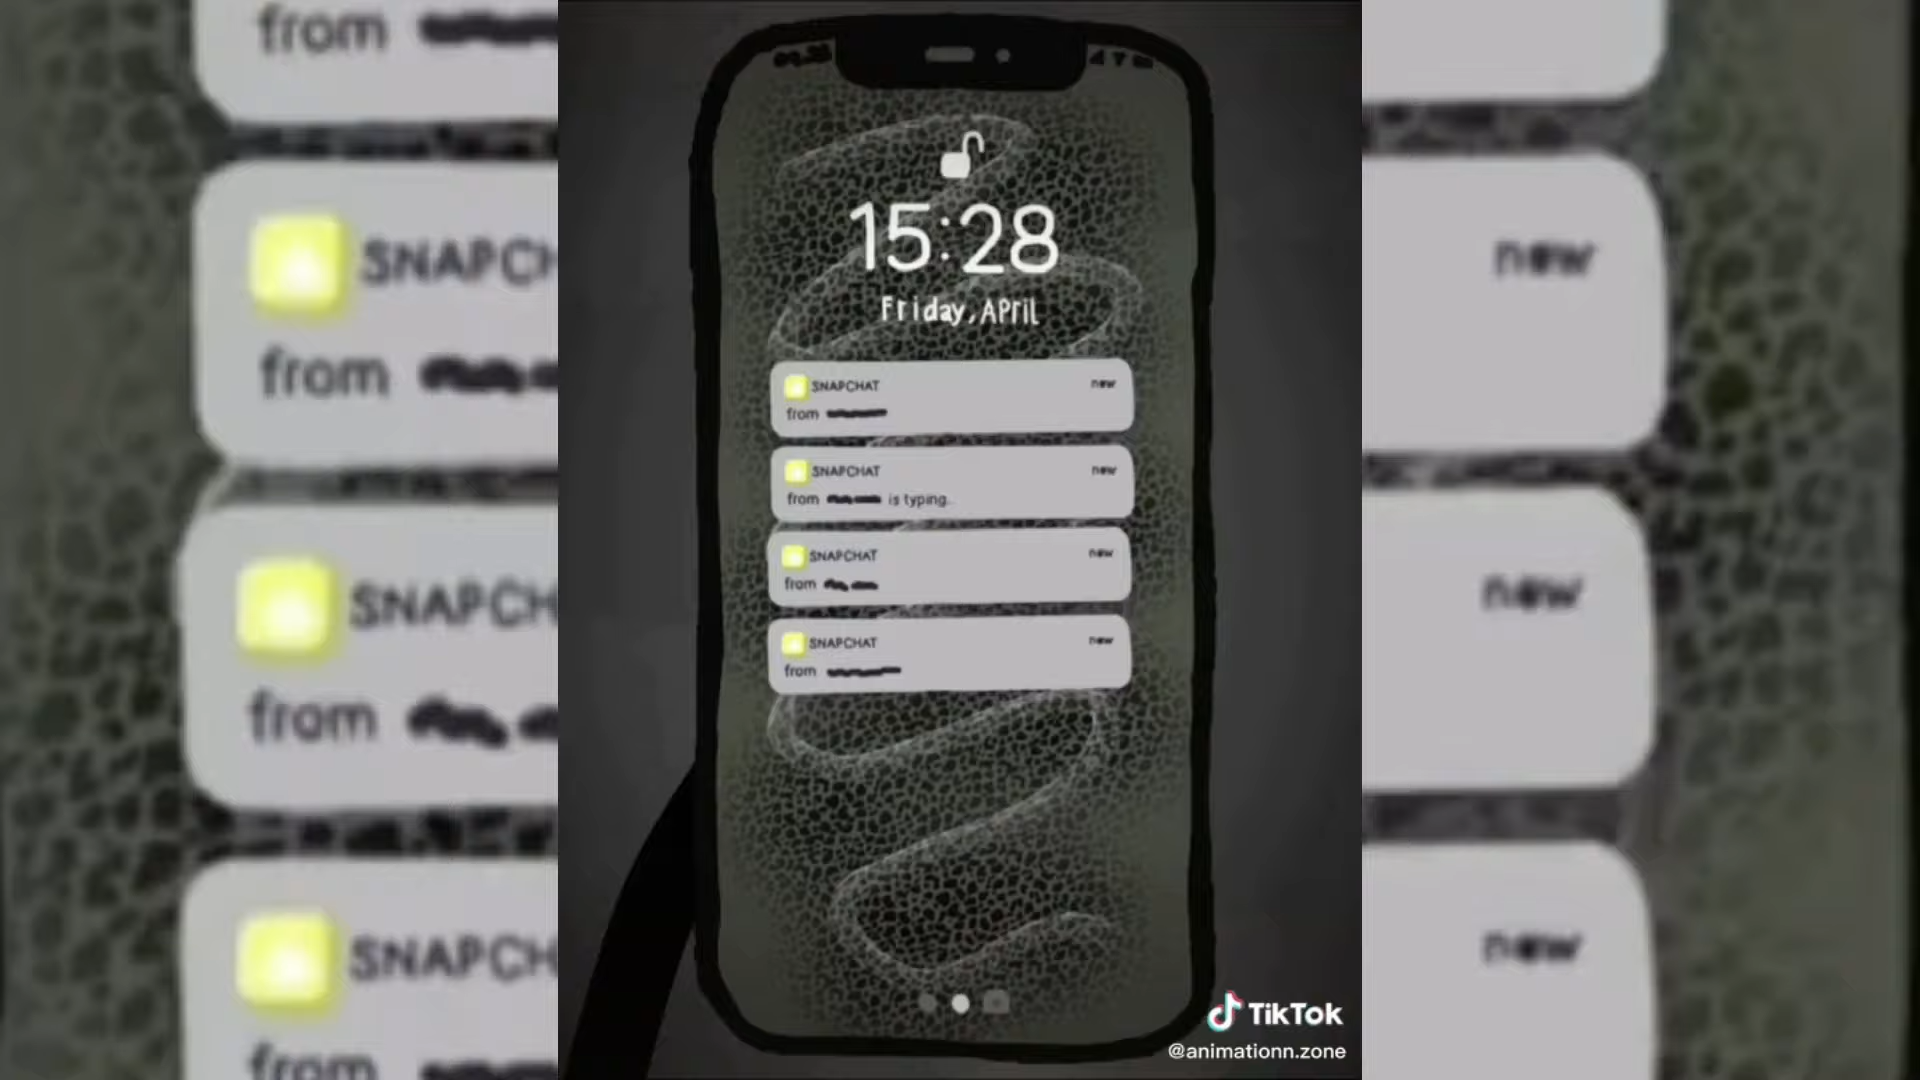 15:28
Friday, APril
SNAPCHAT new
from
SNAPCHAT new
from is typing..
SNAPCHAT new
from
SNAPCHAT new
from
TikTok
@animationn.zone
from
SNAPCH
from
SNAPCH
from
SNAPCH
from
new
new
new